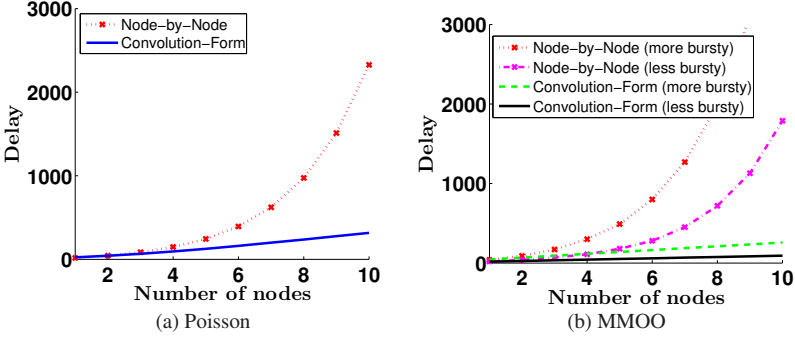 3000
2000
1000
0
Delay
Node−by−Node
Convolution−Form
2 4 6 8 10
Number of nodes
(a) Poisson
3000
2000
1000
0
Delay
Node−by−Node (more bursty)
Node−by−Node (less bursty)
Convolution−Form (more bursty)
Convolution−Form (less bursty)
2 4 6 8 10
Number of nodes
(b) MMOO